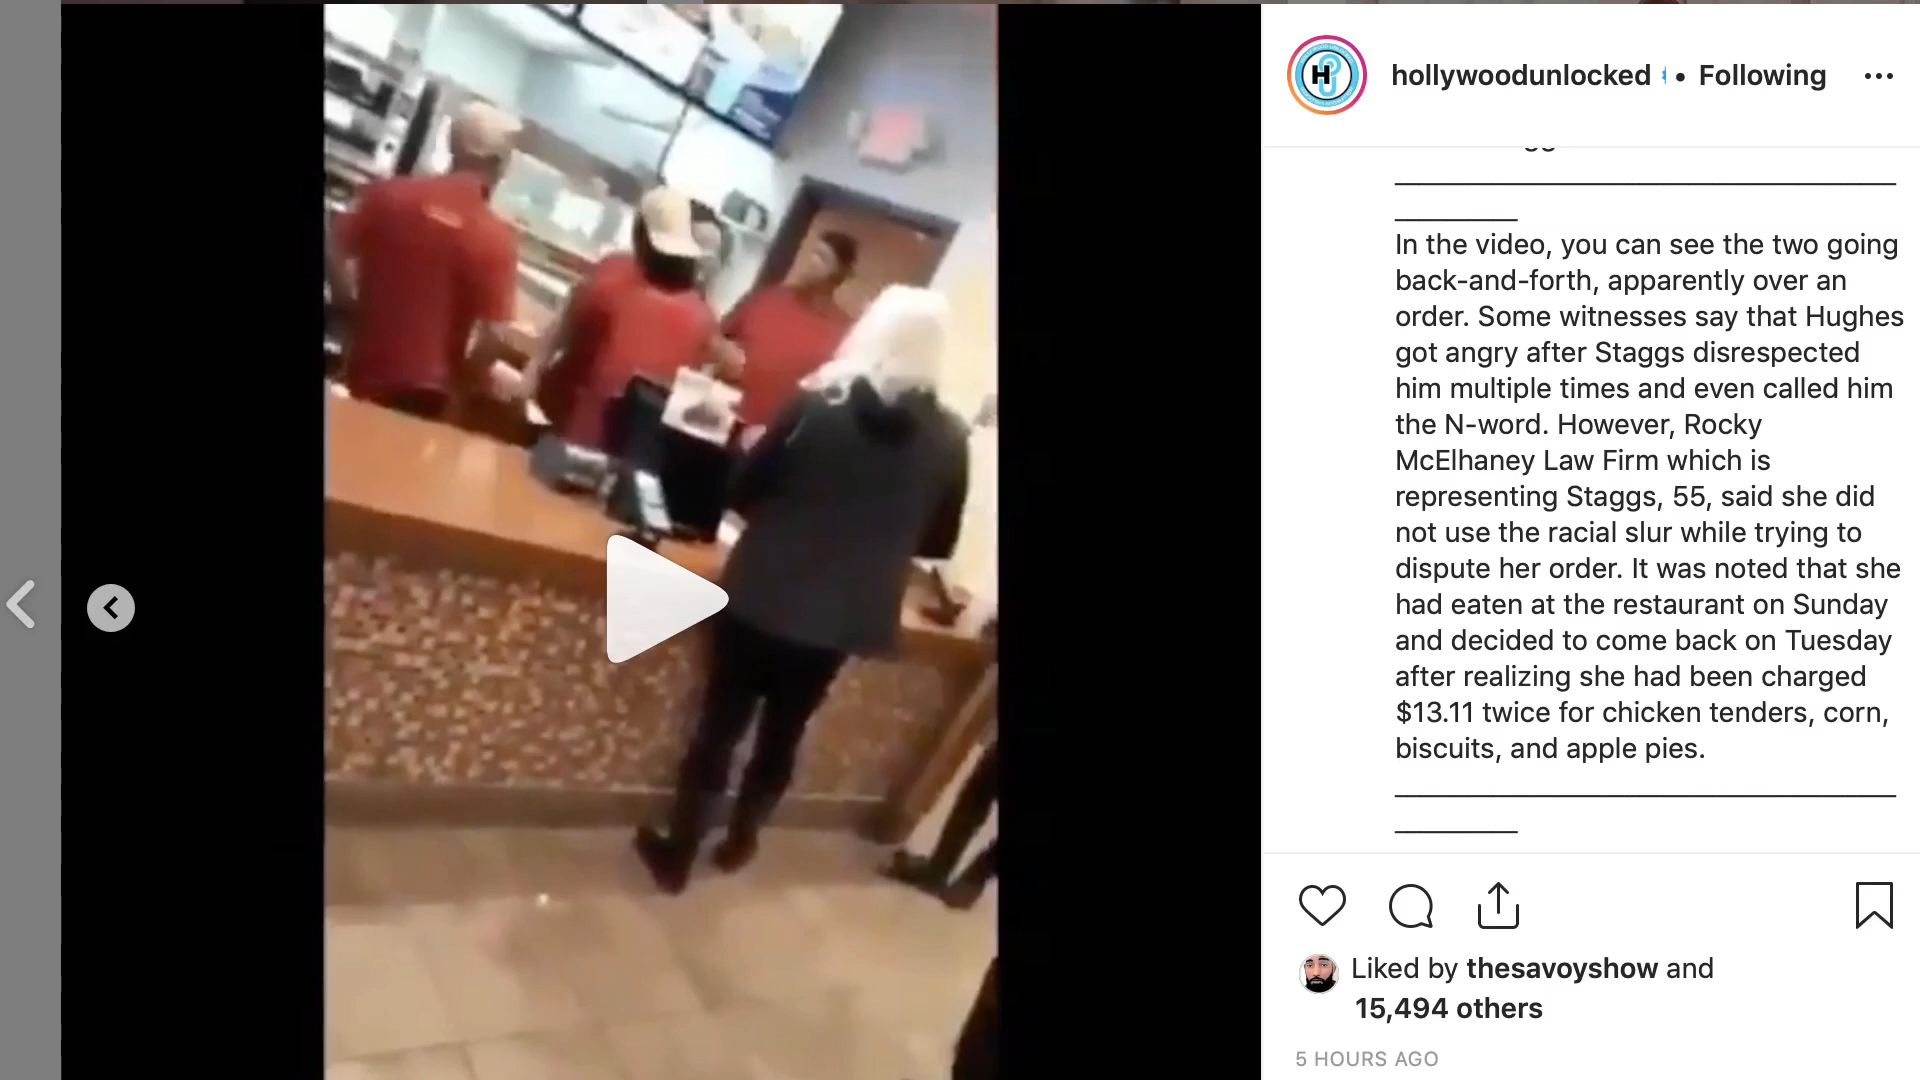 hollywoodunlocked • Following
In the video, you can see the two going
back-and-forth, apparently over an
order. Some witnesses say that Hughes
got angry after Staggs disrespected
him multiple times and even called him
the N-word. However, Rocky
McElhaney Law Firm which is
representing Staggs, 55, said she did
not use the racial slur while trying to
dispute her order. It was noted that she
had eaten at the restaurant on Sunday
and decided to come back on Tuesday
after realizing she had been charged
$13.11 twice for chicken tenders, corn,
biscuits, and apple pies.
Liked by thesavoyshow and
15,494 others
5 HOURS AGO